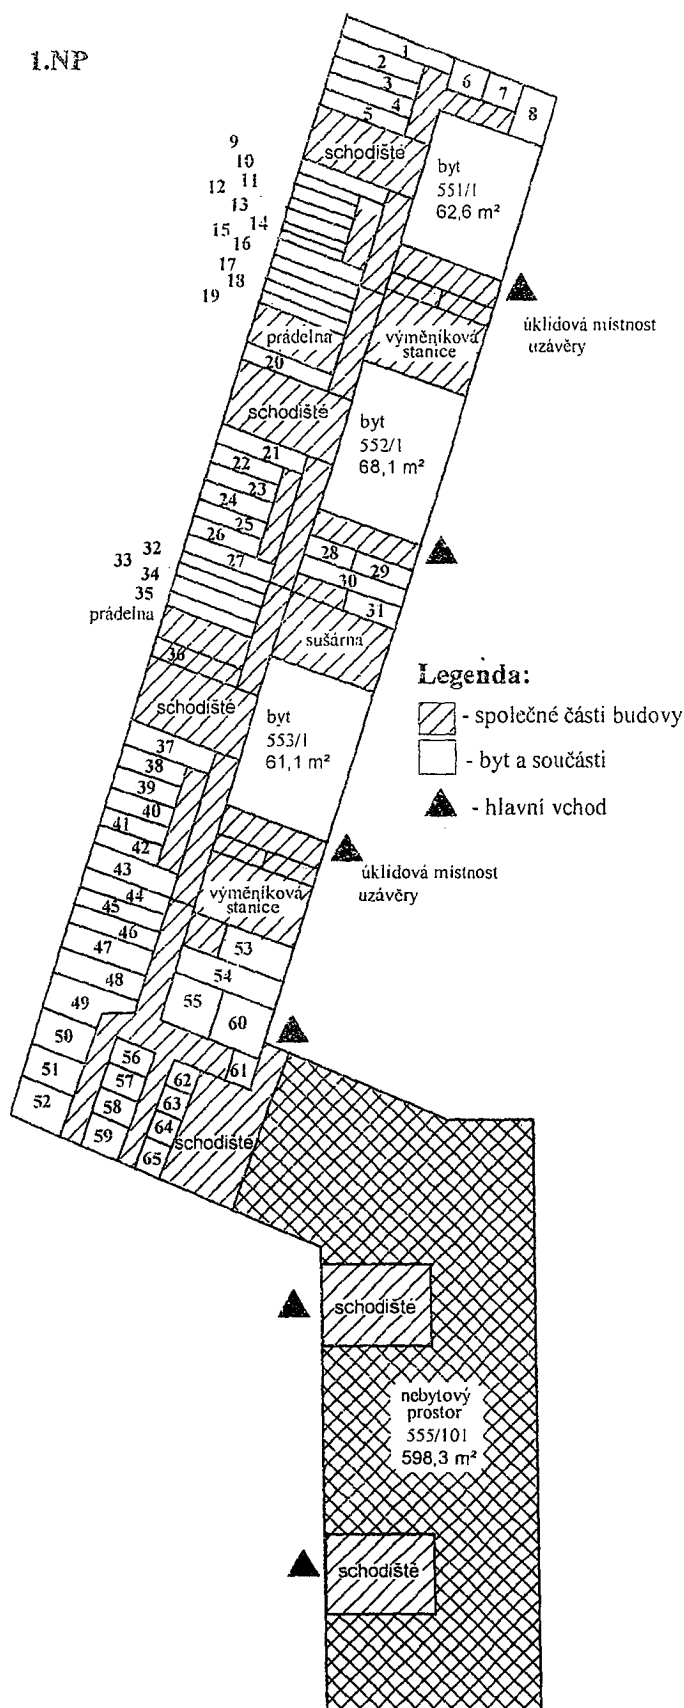 1.NP
1
2
3
4
5
6
7
8
schodiště
byt
551/1
62,6 m²
9
10
11
12
13
14
15
16
17
18
19
úklidová místnost
uzávěry
prádelna
výměníková
stanice
20
schodiště
byt
552/1
68,1 m²
21
22
23
24
25
26
27
28
29
30
31
32
33
34
35
prádelna
sušárna
36
schodiště
byt
553/1
61,1 m²
Legenda:
- společné části budovy
- byt a součásti
- hlavní vchod
37
38
39
40
41
42
43
44
45
46
47
48
49
50
51
52
úklidová místnost
uzávěry
výměníková
stanice
53
54
55
60
61
56
57
58
59
62
63
64
65
schodiště
schodiště
nebytový
prostor
555/101
598,3 m²
schodiště